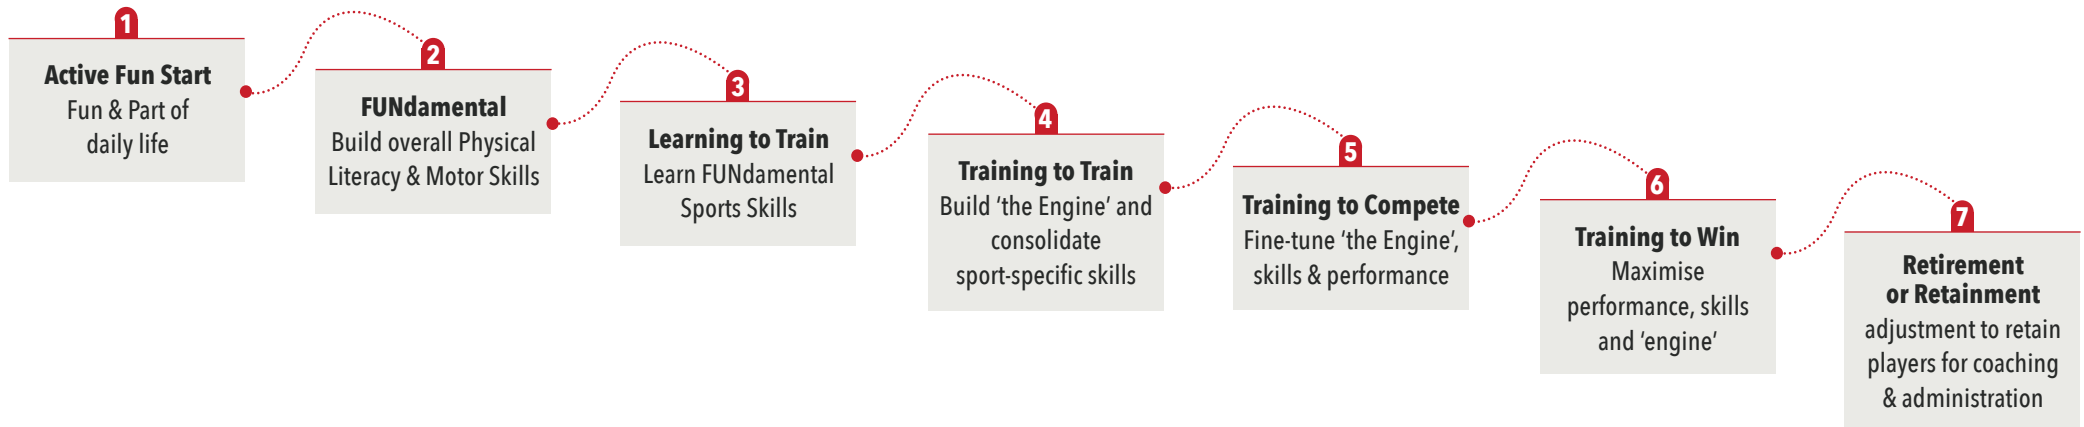 1
Active Fun Start
Fun & Part of
daily life
2
FUNdamental
Build overall Physical
Literacy & Motor Skills
3
Learning to Train
Learn FUNdamental
Sports Skills
4
Training to Train
Build ‘the Engine’ and
consolidate
sport-specific skills
5
Training to Compete
Fine-tune ‘the Engine’,
skills & performance
6
Training to Win
Maximise
performance, skills
and ‘engine’
7
Retirement
or Retainment
adjustment to retain
players for coaching
& administration